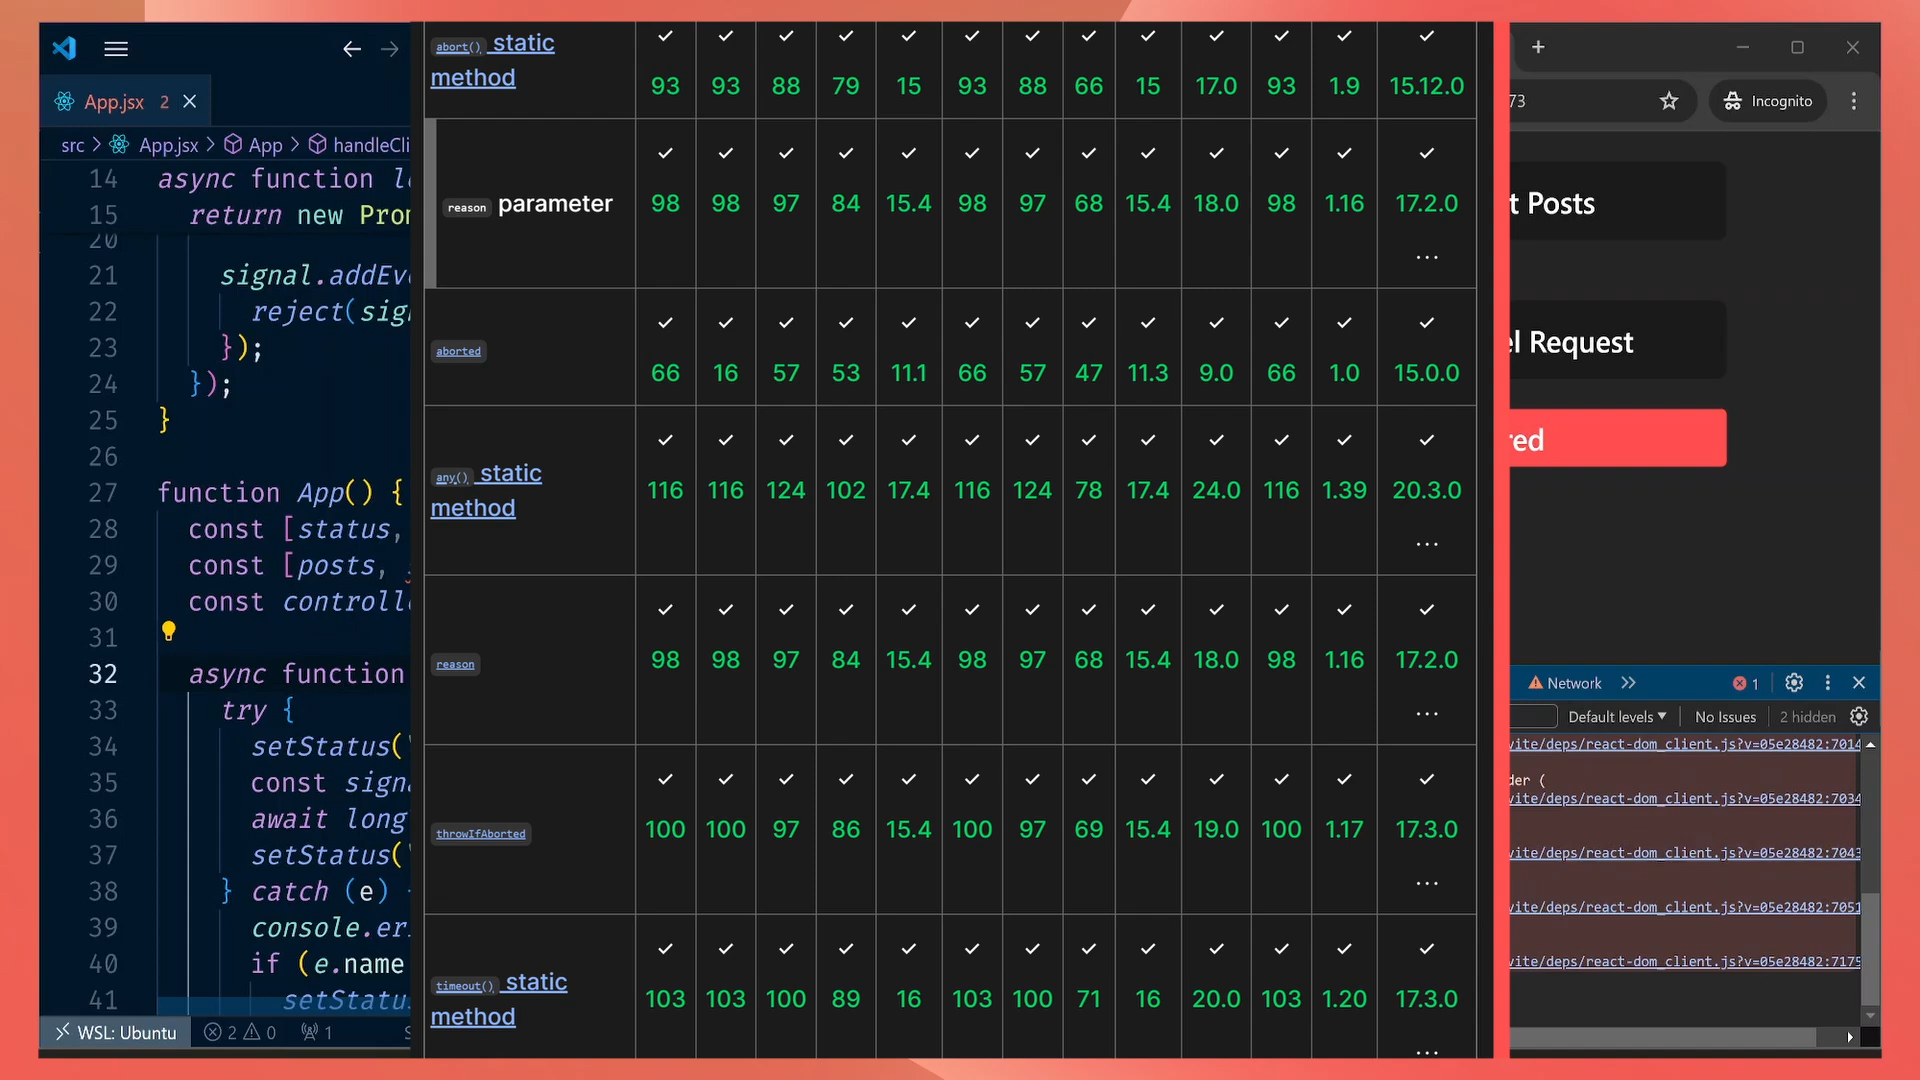 App.jsx 2
src > App.jsx > App > handleCli
14 async function l
15 return new Pro
20
21 signal.addEv
22 reject(sig
23 });
24 });
25 }
26
27 function App() {
28 const [status,
29 const [posts,
30 const controll
31
32 async function
33 try {
34 setStatus(
35 const sign
36 await long
37 setStatus(
38 } catch (e)
39 console.er
40 if (e.name
41 setStatu
WSL: Ubuntu 2 0 1
abort() static method
93 93 88 79 15 93 88 66 15 17.0 93 1.9 15.12.0
reason parameter
98 98 97 84 15.4 98 97 68 15.4 18.0 98 1.16 17.2.0
...
aborted
66 16 57 53 11.1 66 57 47 11.3 9.0 66 1.0 15.0.0
any() static method
116 116 124 102 17.4 116 124 78 17.4 24.0 116 1.39 20.3.0
...
reason
98 98 97 84 15.4 98 97 68 15.4 18.0 98 1.16 17.2.0
...
throwIfAborted
100 100 97 86 15.4 100 97 69 15.4 19.0 100 1.17 17.3.0
...
timeout() static method
103 103 100 89 16 103 100 71 16 20.0 103 1.20 17.3.0
...
73 Incognito
t Posts
el Request
red
Network 1
Default levels No Issues 2 hidden
vite/deps/react-dom_client.js?v=05e28482:7014
der (
vite/deps/react-dom_client.js?v=05e28482:7034
vite/deps/react-dom_client.js?v=05e28482:7043
vite/deps/react-dom_client.js?v=05e28482:7051
vite/deps/react-dom_client.js?v=05e28482:7175